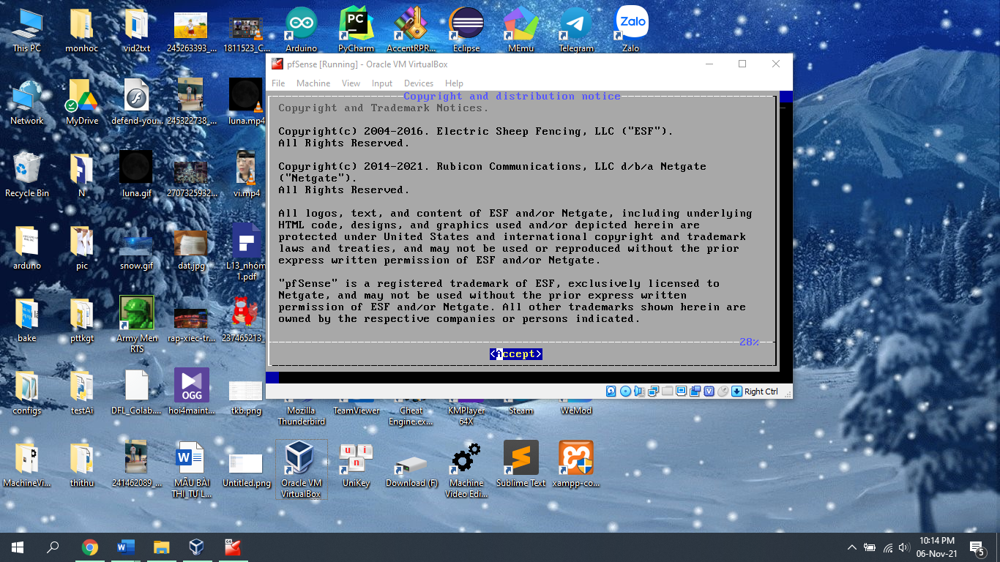 This PC
monhoc
vid2txt
245263393_...
1811523_C...
Arduino
PyCharm
AccentRPR...
Eclipse
MEmu
Telegram
Zalo
Zalo
PC
pfSense [Running] - Oracle VM VirtualBox
File Machine View Input Devices Help
Copyright and distribution notice
Copyright and Trademark Notices.
Copyright(c) 2004-2016. Electric Sheep Fencing, LLC ("ESF").
All Rights Reserved.
Copyright(c) 2014-2021. Rubicon Communications, LLC d/b/a Netgate
("Netgate").
All Rights Reserved.
All logos, text, and content of ESF and/or Netgate, including underlying
HTML code, designs, and graphics used and/or depicted herein are
protected under United States and international copyright and trademark
laws and treaties, and may not be used or reproduced without the prior
express written permission of ESF and/or Netgate.
"pfSense" is a registered trademark of ESF, exclusively licensed to
Netgate, and may not be used without the prior express written
permission of ESF and/or Netgate. All other trademarks shown herein are
owned by the respective companies or persons indicated.
28%
<Accept>
Right Ctrl
Network
MyDrive
defend-you...
245322738_...
luna.mp4
Recycle Bin
N
luna.gif
2707325932...
vi.mp4
arduno
pic
snow.gif
dat.jpg
L13_nhóm
1.pdf
bake
pttkgt
Army Men
RTS
rap-xiec-tr...
237465213_
configs
testAi
DFL_Colab....
OGG
hoi4maint...
tkb.png
Mozilla
Thunderbird
TeamViewer
Cheat
Engine.ex...
KMPlayer
64X
Steam
WeMod
MachineVi...
thithu
241462089_...
MẪU BÀI
THI_TỰ L...
Untitled.png
Oracle VM
VirtualBox
u i n
UniKey
Download (F)
Machine
Video Edi...
Sublime Text
xampp-co...
10:14 PM
06-Nov-21
5